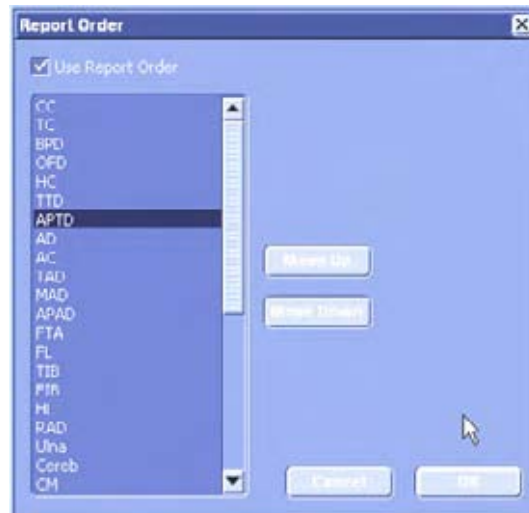 Report Order
Use Report Order
CC
TC
BPD
OFD
HC
TTD
APTD
AD
AC
TAD
MAD
APAD
FTA
FL
TIB
FIB
HL
RAD
Ulna
Cereb
CM
Move Up
Move Down
Cancel
OK